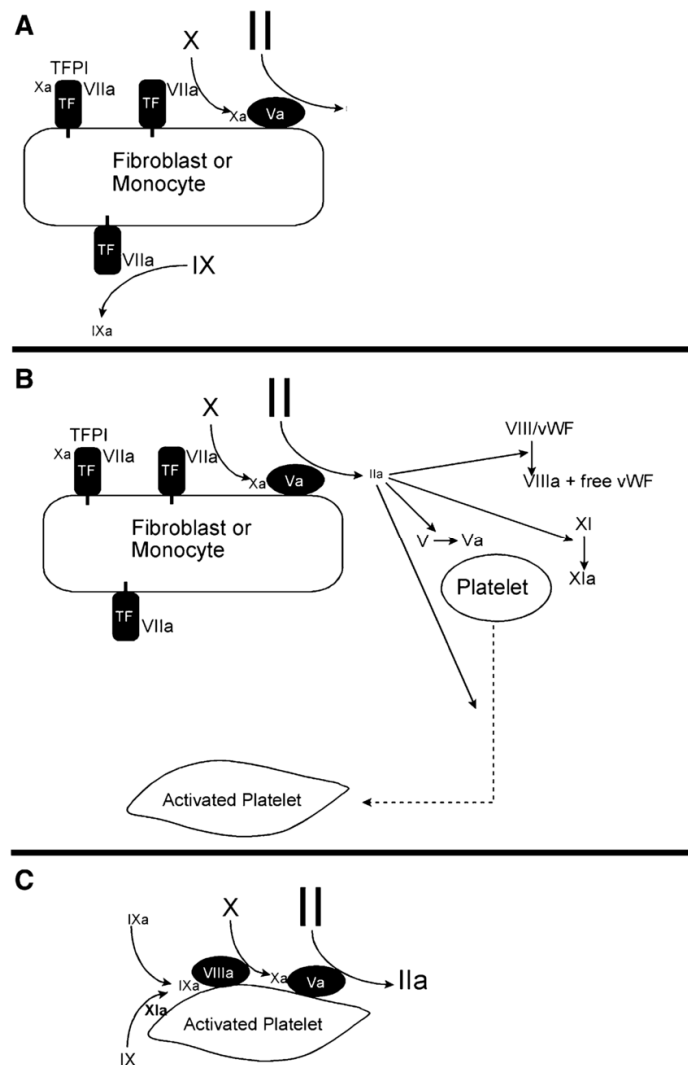 A
X
II
TFPI
Xa
VIIa
VIIa
TF
TF
Xa
Va
Fibroblast or
Monocyte
TF
VIIa
IX
IXa
B
X
II
TFPI
Xa
VIIa
VIIa
TF
TF
Xa
Va
IIa
VIII/vWF
VIIIa + free vWF
Fibroblast or
Monocyte
V
Va
XI
XIa
Platelet
TF
VIIa
Activated Platelet
C
IXa
X
II
VIIIa
IXa
Xa
Va
IIa
XIa
Activated Platelet
IX